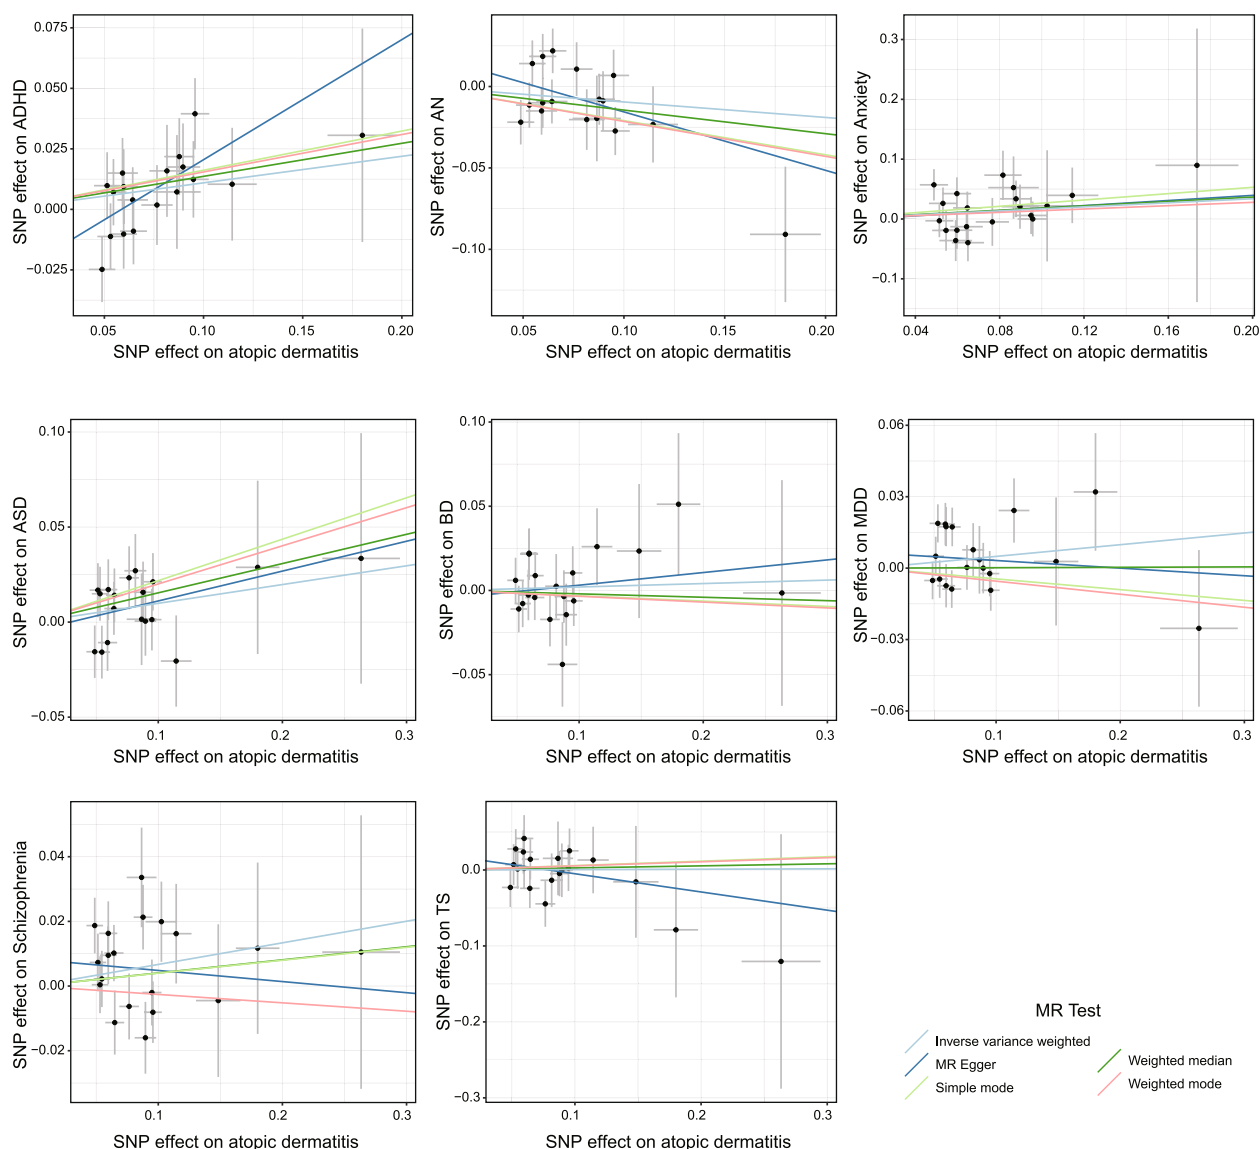 SNP effect on ADHD
0.075
0.050
0.025
0.000
−0.025
0.05
0.10
0.15
0.20
SNP effect on atopic dermatitis
SNP effect on AN
0.00
−0.05
−0.10
0.05
0.10
0.15
0.20
SNP effect on atopic dermatitis
SNP effect on Anxiety
0.3
0.2
0.1
0.0
−0.1
0.04
0.08
0.12
0.16
0.20
SNP effect on atopic dermatitis
SNP effect on ASD
0.10
0.05
0.00
−0.05
0.1
0.2
0.3
SNP effect on atopic dermatitis
SNP effect on BD
0.10
0.05
0.00
−0.05
0.1
0.2
0.3
SNP effect on atopic dermatitis
SNP effect on MDD
0.06
0.03
0.00
−0.03
−0.06
0.1
0.2
0.3
SNP effect on atopic dermatitis
SNP effect on Schizophrenia
0.04
0.02
0.00
−0.02
0.1
0.2
0.3
SNP effect on atopic dermatitis
SNP effect on TS
0.0
−0.1
−0.2
−0.3
0.1
0.2
0.3
SNP effect on atopic dermatitis
MR Test
Inverse variance weighted
MR Egger
Simple mode
Weighted median
Weighted mode